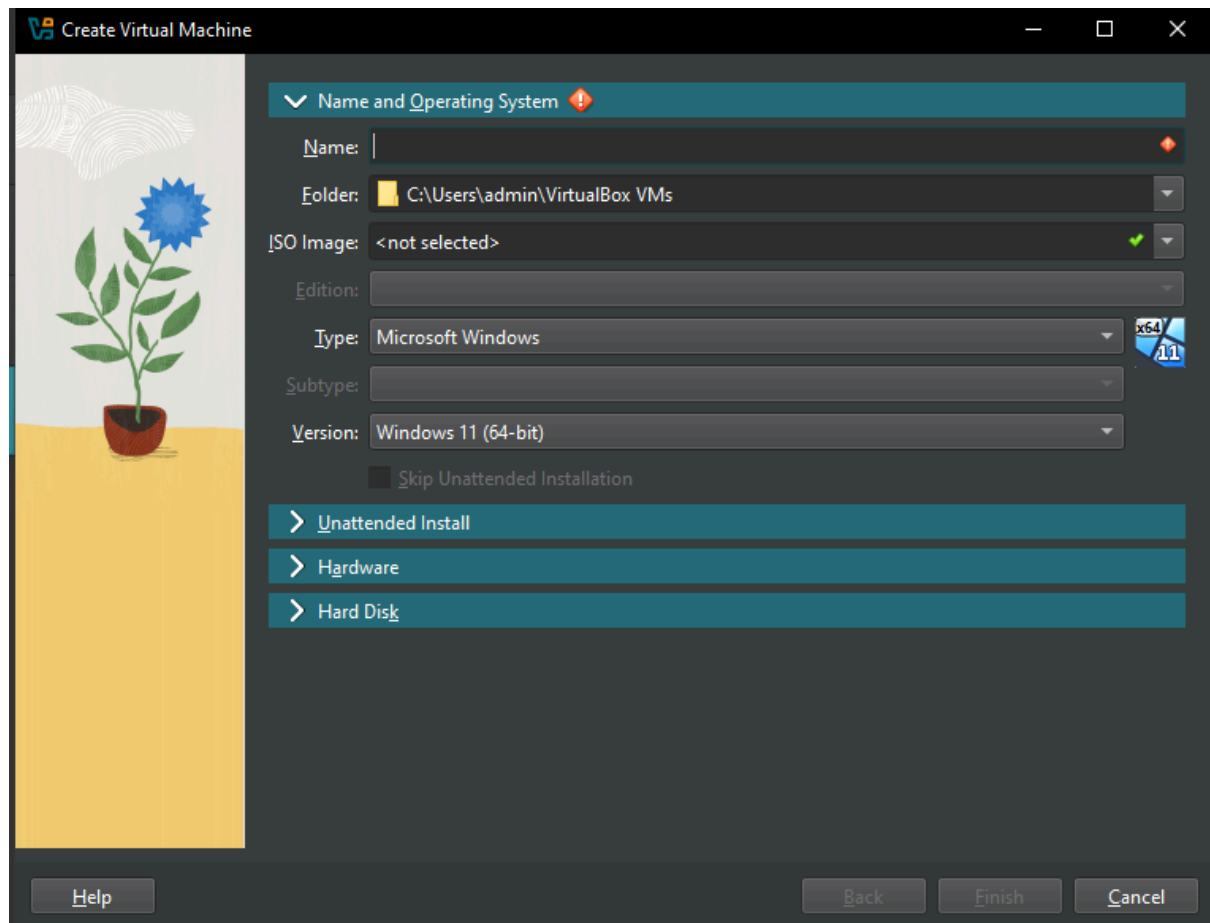 Create Virtual Machine
Name and Operating System
Name:
Folder: C:\Users\admin\VirtualBox VMs
ISO Image: <not selected>
Edition:
Type: Microsoft Windows
x64
11
Subtype:
Version: Windows 11 (64-bit)
Skip Unattended Installation
Unattended Install
Hardware
Hard Disk
Help Back Finish Cancel